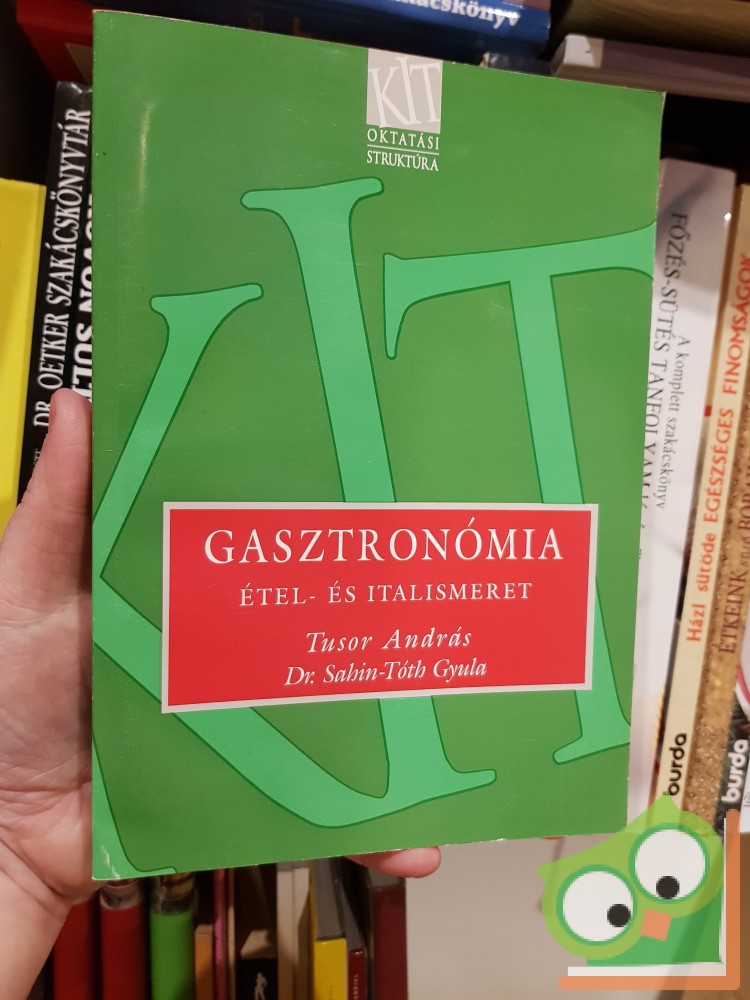 KIT
OKTATÁSI
STRUKTÚRA
KIT
GASZTRONÓMIA
ÉTEL- ÉS ITALISMERET
Tusor András
Dr. Sahin-Tóth Gyula
DR. OETKER SZAKÁCSKÖNYVTÁR
FŐZÉS-SÜTÉS
A komplett szakácskönyv
Házi sütöde EGÉSZSÉGES FINOMSÁGOK
burda
ÉTKEINK
burda